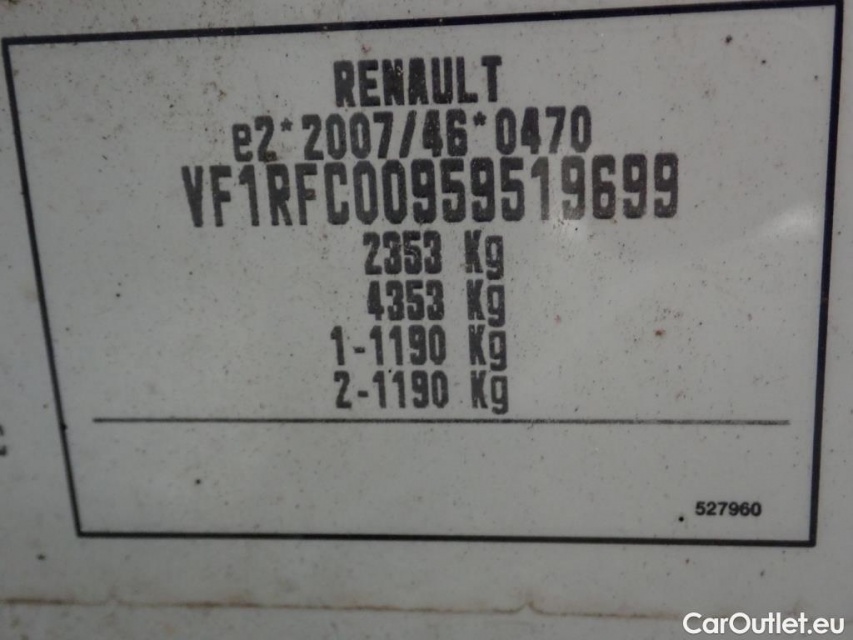 RENAULT
e2*2007/46*0470
VF1RFC00959519699
2353 Kg
4353 Kg
1-1190 Kg
2-1190 Kg
527960
CarOutlet.eu